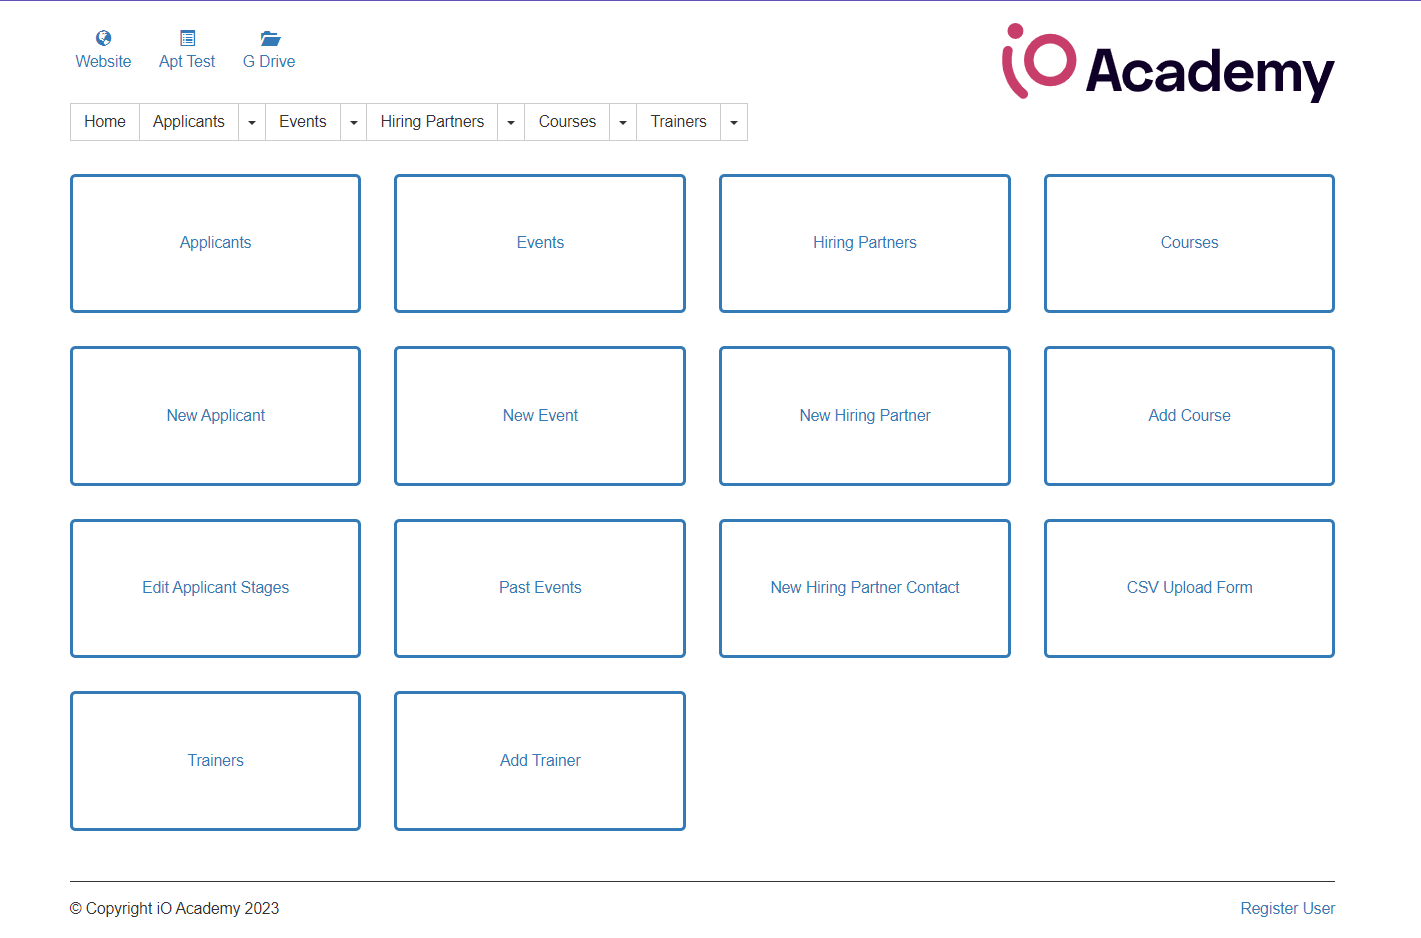 Website Apt Test G Drive
iO Academy
Home Applicants Events Hiring Partners Courses Trainers
Applicants Events Hiring Partners Courses
New Applicant New Event New Hiring Partner Add Course
Edit Applicant Stages Past Events New Hiring Partner Contact CSV Upload Form
Trainers Add Trainer
© Copyright iO Academy 2023 Register User